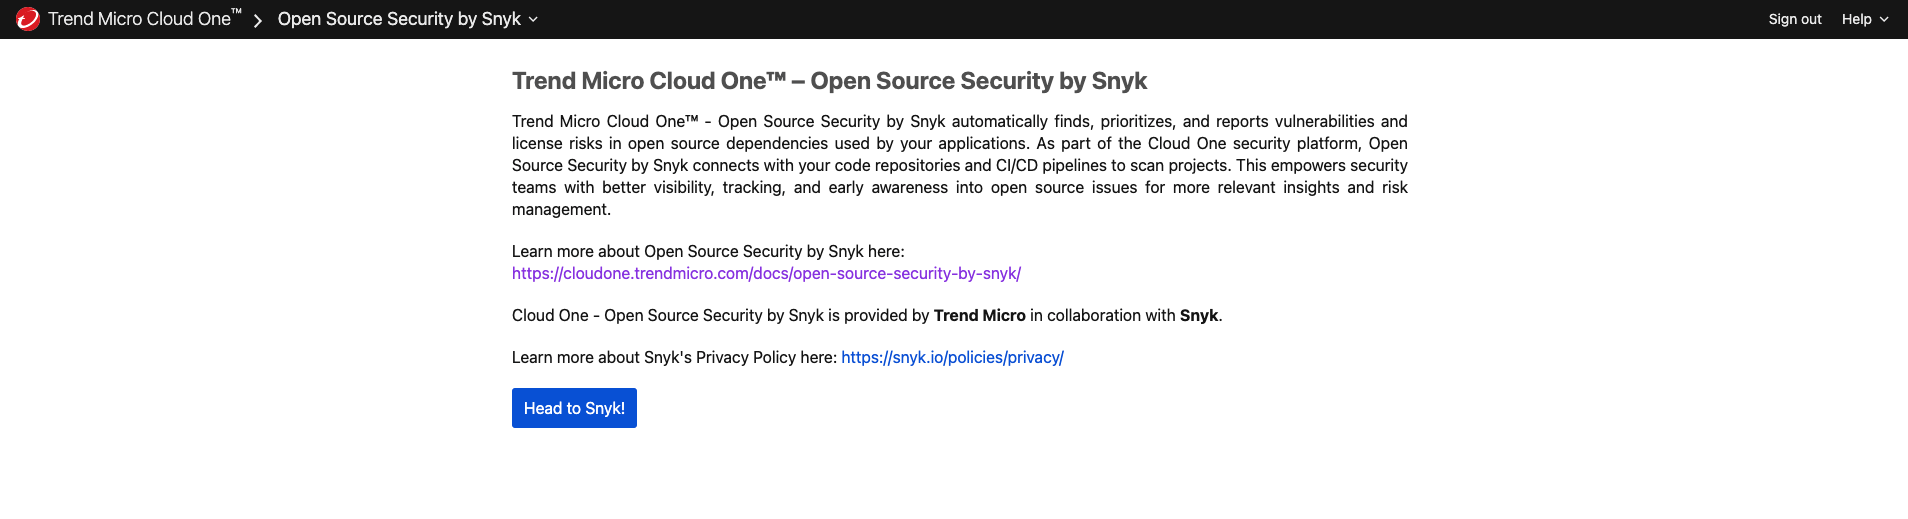 Trend Micro Cloud One™ > Open Source Security by Snyk Sign out Help
Trend Micro Cloud One™ – Open Source Security by Snyk
Trend Micro Cloud One™ - Open Source Security by Snyk automatically finds, prioritizes, and reports vulnerabilities and
license risks in open source dependencies used by your applications. As part of the Cloud One security platform, Open
Source Security by Snyk connects with your code repositories and CI/CD pipelines to scan projects. This empowers security
teams with better visibility, tracking, and early awareness into open source issues for more relevant insights and risk
management.
Learn more about Open Source Security by Snyk here:
https://cloudone.trendmicro.com/docs/open-source-security-by-snyk/
Cloud One - Open Source Security by Snyk is provided by Trend Micro in collaboration with Snyk.
Learn more about Snyk's Privacy Policy here: https://snyk.io/policies/privacy/
Head to Snyk!